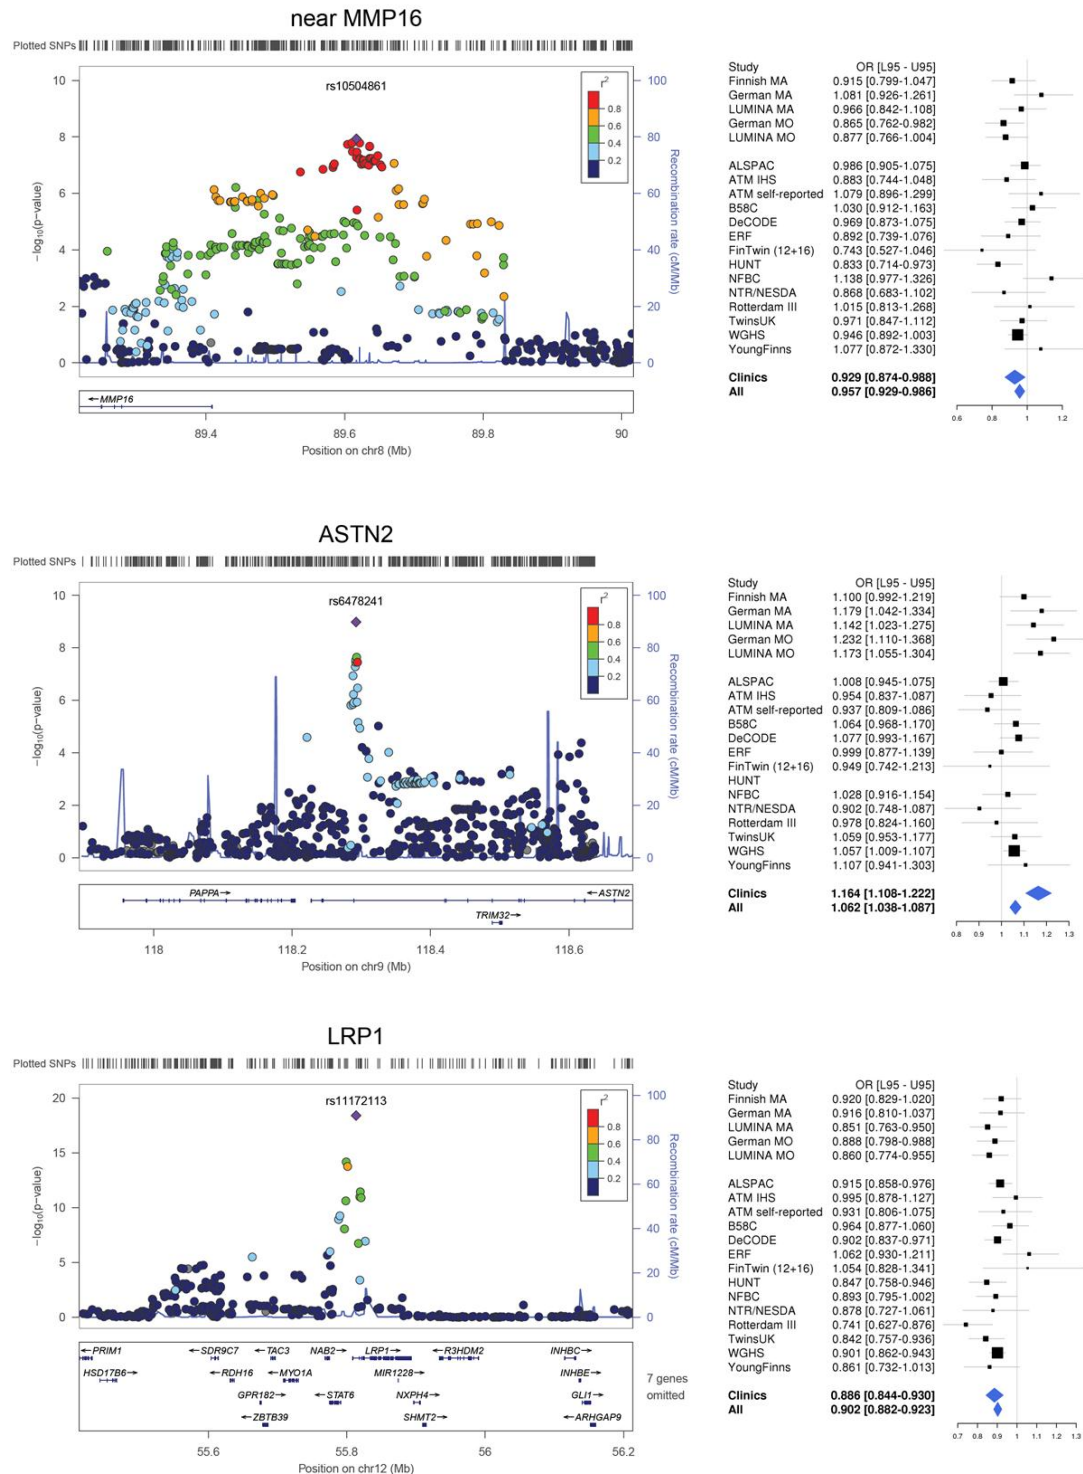 near MMP16
Plotted SNPs
rs10504861
r²
0.8
0.6
0.4
0.2
10
8
6
4
2
0
−log₁₀(p−value)
100
80
60
40
20
0
Recombination rate (cM/Mb)
←MMP16
89.4 89.6 89.8 90
Position on chr8 (Mb)
Study OR [L95 - U95]
Finnish MA 0.915 [0.799-1.047]
German MA 1.081 [0.926-1.261]
LUMINA MA 0.966 [0.842-1.108]
German MO 0.865 [0.762-0.982]
LUMINA MO 0.877 [0.766-1.004]
ALSPAC 0.986 [0.905-1.075]
ATM IHS 0.883 [0.744-1.048]
ATM self-reported 1.079 [0.896-1.299]
B58C 1.030 [0.912-1.163]
DeCODE 0.969 [0.873-1.075]
ERF 0.892 [0.739-1.076]
FinTwin (12+16) 0.743 [0.527-1.046]
HUNT 0.833 [0.714-0.973]
NFBC 1.138 [0.977-1.326]
NTR/NESDA 0.868 [0.683-1.102]
Rotterdam III 1.015 [0.813-1.268]
TwinsUK 0.971 [0.847-1.112]
WGHS 0.946 [0.892-1.003]
YoungFinns 1.077 [0.872-1.330]
Clinics 0.929 [0.874-0.988]
All 0.957 [0.929-0.986]
0.6 0.8 1 1.2
ASTN2
Plotted SNPs
rs6478241
r²
0.8
0.6
0.4
0.2
10
8
6
4
2
0
−log₁₀(p−value)
100
80
60
40
20
0
Recombination rate (cM/Mb)
PAPPA→
←ASTN2
TRIM32→
118 118.2 118.4 118.6
Position on chr9 (Mb)
Study OR [L95 - U95]
Finnish MA 1.100 [0.992-1.219]
German MA 1.179 [1.042-1.334]
LUMINA MA 1.142 [1.023-1.275]
German MO 1.232 [1.110-1.368]
LUMINA MO 1.173 [1.055-1.304]
ALSPAC 1.008 [0.945-1.075]
ATM IHS 0.954 [0.837-1.087]
ATM self-reported 0.937 [0.809-1.086]
B58C 1.064 [0.968-1.170]
DeCODE 1.077 [0.993-1.167]
ERF 0.999 [0.877-1.139]
FinTwin (12+16) 0.949 [0.742-1.213]
HUNT
NFBC 1.028 [0.916-1.154]
NTR/NESDA 0.902 [0.748-1.087]
Rotterdam III 0.978 [0.824-1.160]
TwinsUK 1.059 [0.953-1.177]
WGHS 1.057 [1.009-1.107]
YoungFinns 1.107 [0.941-1.303]
Clinics 1.164 [1.108-1.222]
All 1.062 [1.038-1.087]
0.8 0.9 1 1.1 1.2 1.3
LRP1
Plotted SNPs
rs11172113
r²
0.8
0.6
0.4
0.2
20
15
10
5
0
−log₁₀(p−value)
100
80
60
40
20
0
Recombination rate (cM/Mb)
←PRIM1 ←SDR9C7 ←TAC3 NAB2→ LRP1→ ←R3HDM2 INHBC→
HSD17B6→ ←RDH16 ←MYO1A MIR1228→ INHBE→
GPR182→ ←STAT6 NXPH4→ GLI1→
←ZBTB39 SHMT2→ ←ARHGAP9
7 genes
omitted
55.6 55.8 56 56.2
Position on chr12 (Mb)
Study OR [L95 - U95]
Finnish MA 0.920 [0.829-1.020]
German MA 0.916 [0.810-1.037]
LUMINA MA 0.851 [0.763-0.950]
German MO 0.888 [0.798-0.988]
LUMINA MO 0.860 [0.774-0.955]
ALSPAC 0.915 [0.858-0.976]
ATM IHS 0.995 [0.878-1.127]
ATM self-reported 0.931 [0.806-1.075]
B58C 0.964 [0.877-1.060]
DeCODE 0.902 [0.837-0.971]
ERF 1.062 [0.930-1.211]
FinTwin (12+16) 1.054 [0.828-1.341]
HUNT 0.847 [0.758-0.946]
NFBC 0.893 [0.795-1.002]
NTR/NESDA 0.878 [0.727-1.061]
Rotterdam III 0.741 [0.627-0.876]
TwinsUK 0.842 [0.757-0.936]
WGHS 0.901 [0.862-0.943]
YoungFinns 0.861 [0.732-1.013]
Clinics 0.886 [0.844-0.930]
All 0.902 [0.882-0.923]
0.7 0.8 0.9 1 1.1 1.2 1.3